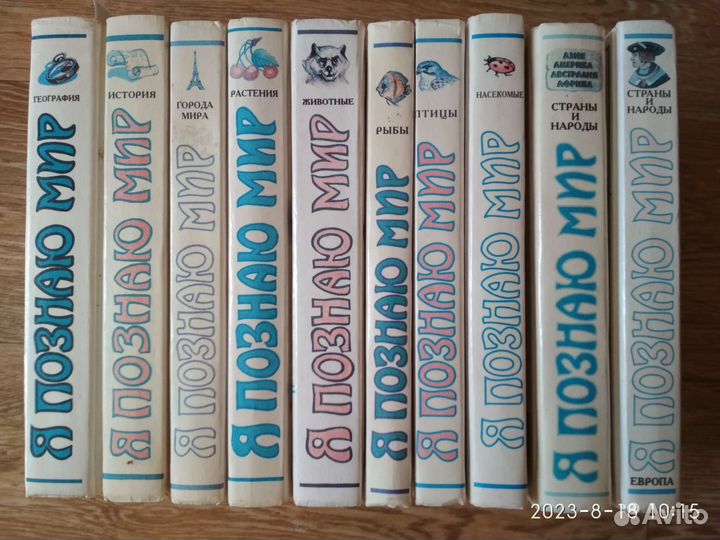 ГЕОГРАФИЯ
Я ПОЗНАЮ МИР
ИСТОРИЯ
Я ПОЗНАЮ МИР
ГОРОДА
МИРА
Я ПОЗНАЮ МИР
РАСТЕНИЯ
Я ПОЗНАЮ МИР
ЖИВОТНЫЕ
Я ПОЗНАЮ МИР
РЫБЫ
Я ПОЗНАЮ МИР
ПТИЦЫ
Я ПОЗНАЮ МИР
НАСЕКОМЫЕ
Я ПОЗНАЮ МИР
АЗИЯ
АМЕРИКА
АВСТРАЛИЯ
АФРИКА
СТРАНЫ
И
НАРОДЫ
Я ПОЗНАЮ МИР
СТРАНЫ
И
НАРОДЫ
Я ПОЗНАЮ МИР
ЕВРОПА
2023-8-18 10:15
Avito